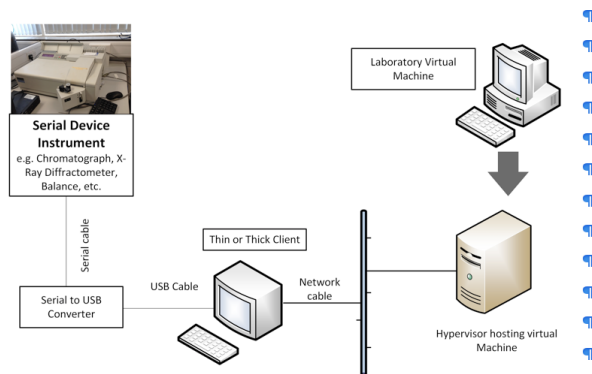 Serial Device
Instrument
e.g. Chromatograph, X-
Ray Diffractometer,
Balance, etc.
Serial cable
Serial to USB
Converter
USB Cable
Thin or Thick Client
Network
cable
Laboratory Virtual
Machine
Hypervisor hosting virtual
Machine
¶
¶
¶
¶
¶
¶
¶
¶
¶
¶
¶
¶